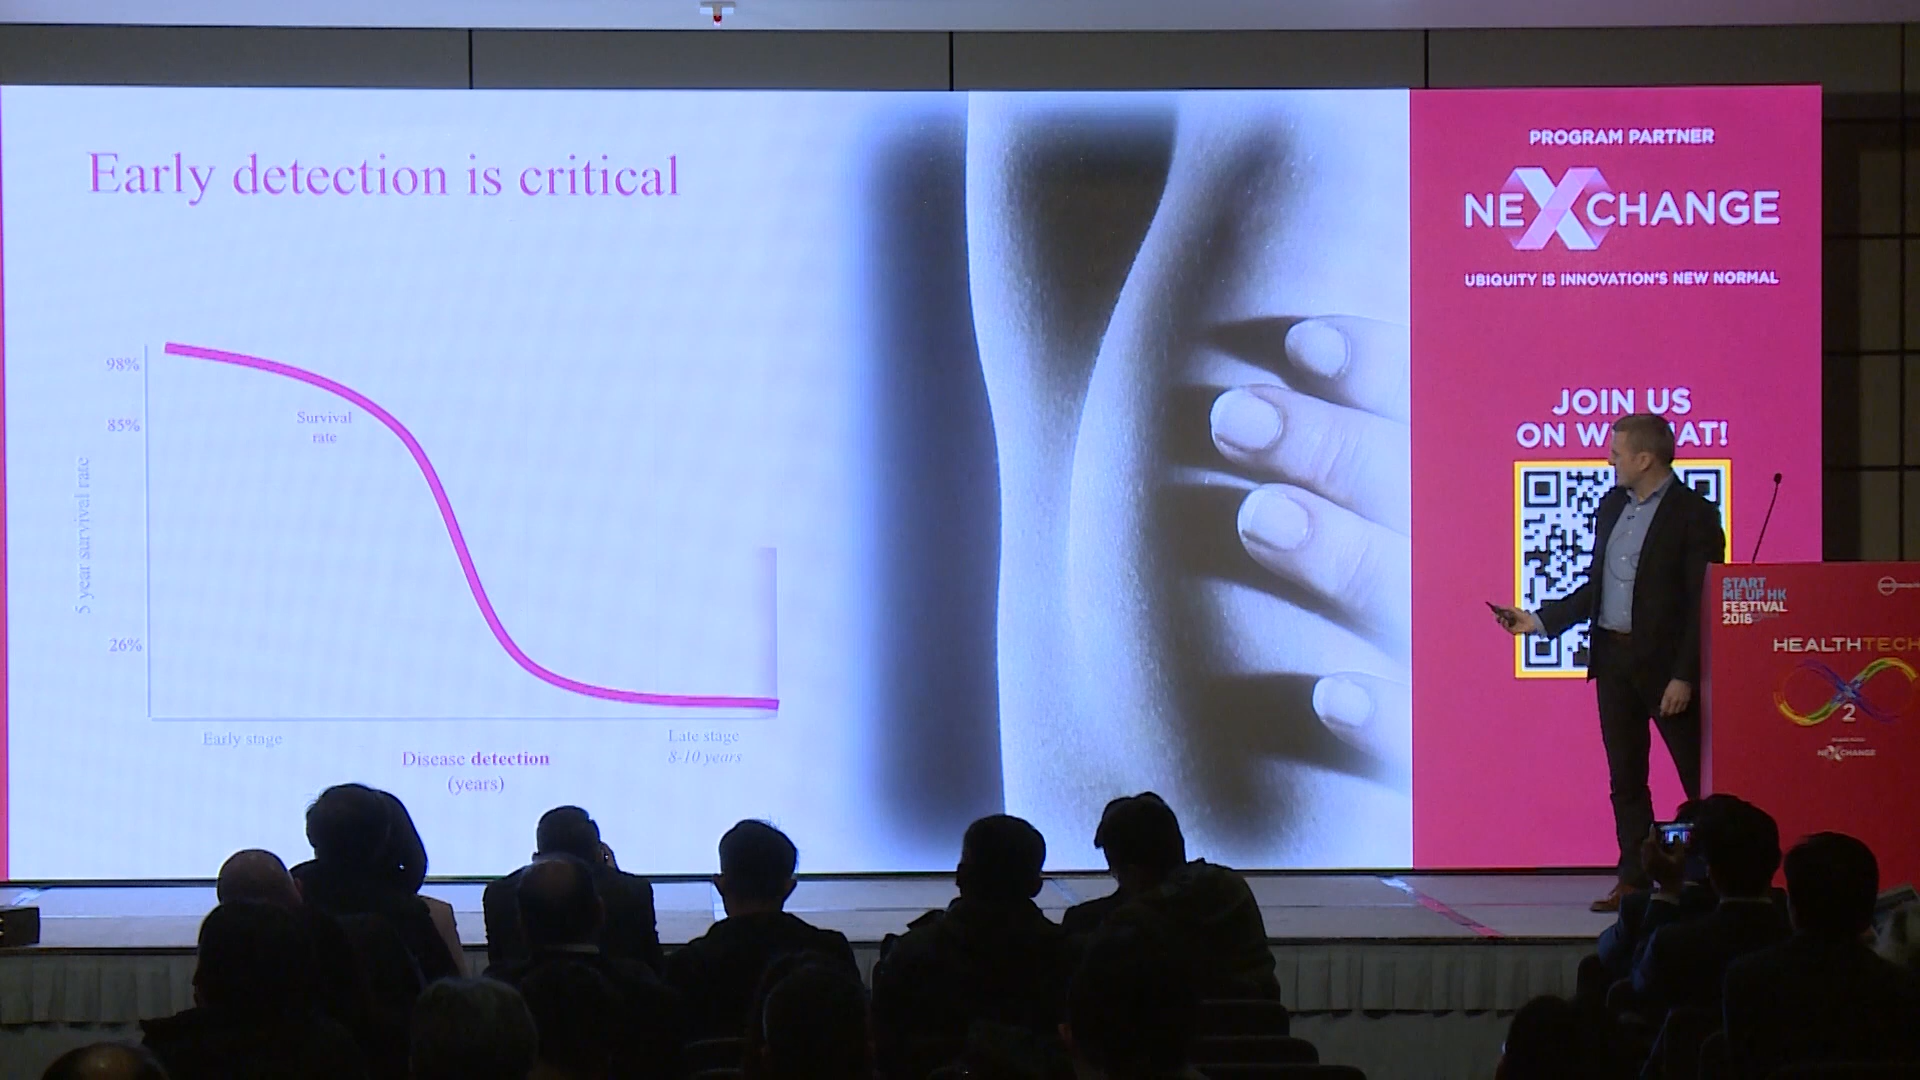 Early detection is critical
98%
85%
26%
5 year survival rate
Survival
rate
Early stage
Disease detection
(years)
Late stage
8-10 years
PROGRAM PARTNER
NEXCHANGE
UBIQUITY IS INNOVATION'S NEW NORMAL
JOIN US
ON
START
ME UP HK
FESTIVAL
2016
HEALTHTECH
2
NEXCHANGE